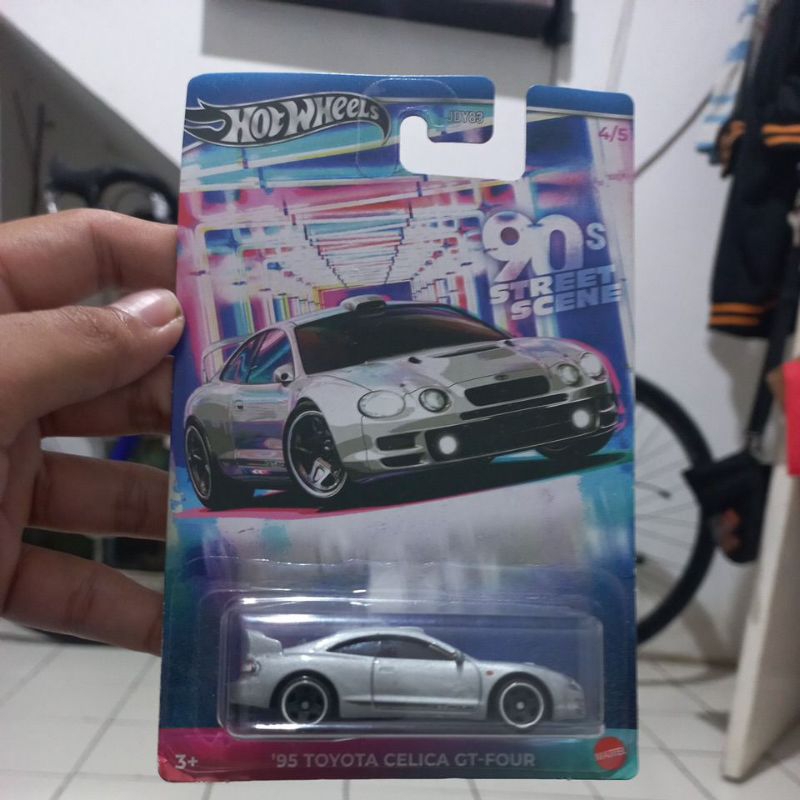 HOT WHEELS
JDY83
4/5
90s
STREET
SCENE
3+
'95 TOYOTA CELICA GT-FOUR
MATTEL